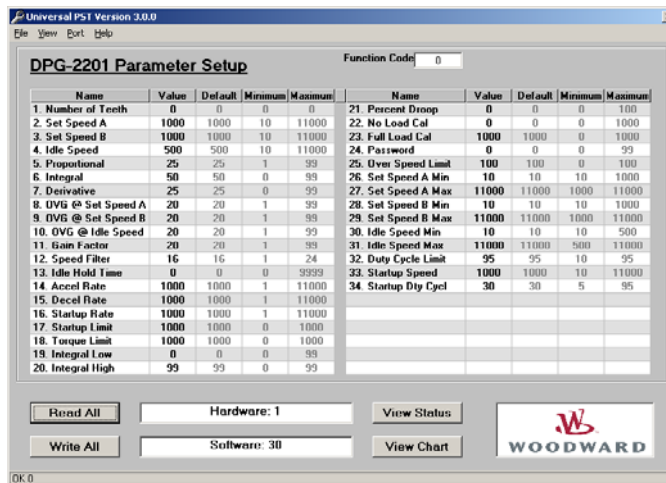 Universal PST Version 3.0.0
File View Port Help
DPG-2201 Parameter Setup
Function Code 0
Name Value Default Minimum Maximum
1. Number of Teeth 0 0 0 0
2. Set Speed A 1000 1000 10 11000
3. Set Speed B 1000 1000 10 11000
4. Idle Speed 500 500 10 11000
5. Proportional 25 25 1 99
6. Integral 50 50 0 99
7. Derivative 25 25 0 99
8. OVG @ Set Speed A 20 20 1 99
9. OVG @ Set Speed B 20 20 1 99
10. OVG @ Idle Speed 20 20 1 99
11. Gain Factor 20 20 1 99
12. Speed Filter 16 16 1 24
13. Idle Hold Time 0 0 0 9999
14. Accel Rate 1000 1000 1 11000
15. Decel Rate 1000 1000 1 11000
16. Startup Rate 1000 1000 1 11000
17. Startup Limit 1000 1000 0 1000
18. Torque Limit 1000 1000 0 1000
19. Integral Low 0 0 0 99
20. Integral High 99 99 0 99
Name Value Default Minimum Maximum
21. Percent Droop 0 0 0 100
22. No Load Cal 0 0 0 1000
23. Full Load Cal 1000 1000 0 1000
24. Password 0 0 0 99
25. Over Speed Limit 100 100 0 100
26. Set Speed A Min 10 10 10 1000
27. Set Speed A Max 11000 11000 1000 11000
28. Set Speed B Min 10 10 10 1000
29. Set Speed B Max 11000 11000 1000 11000
30. Idle Speed Min 10 10 10 500
31. Idle Speed Max 11000 11000 500 11000
32. Duty Cycle Limit 95 95 10 95
33. Startup Speed 1000 1000 10 11000
34. Startup Dty Cycl 30 30 5 95
Read All
Hardware: 1
View Status
Write All
Software: 30
View Chart
WOODWARD
OK 0